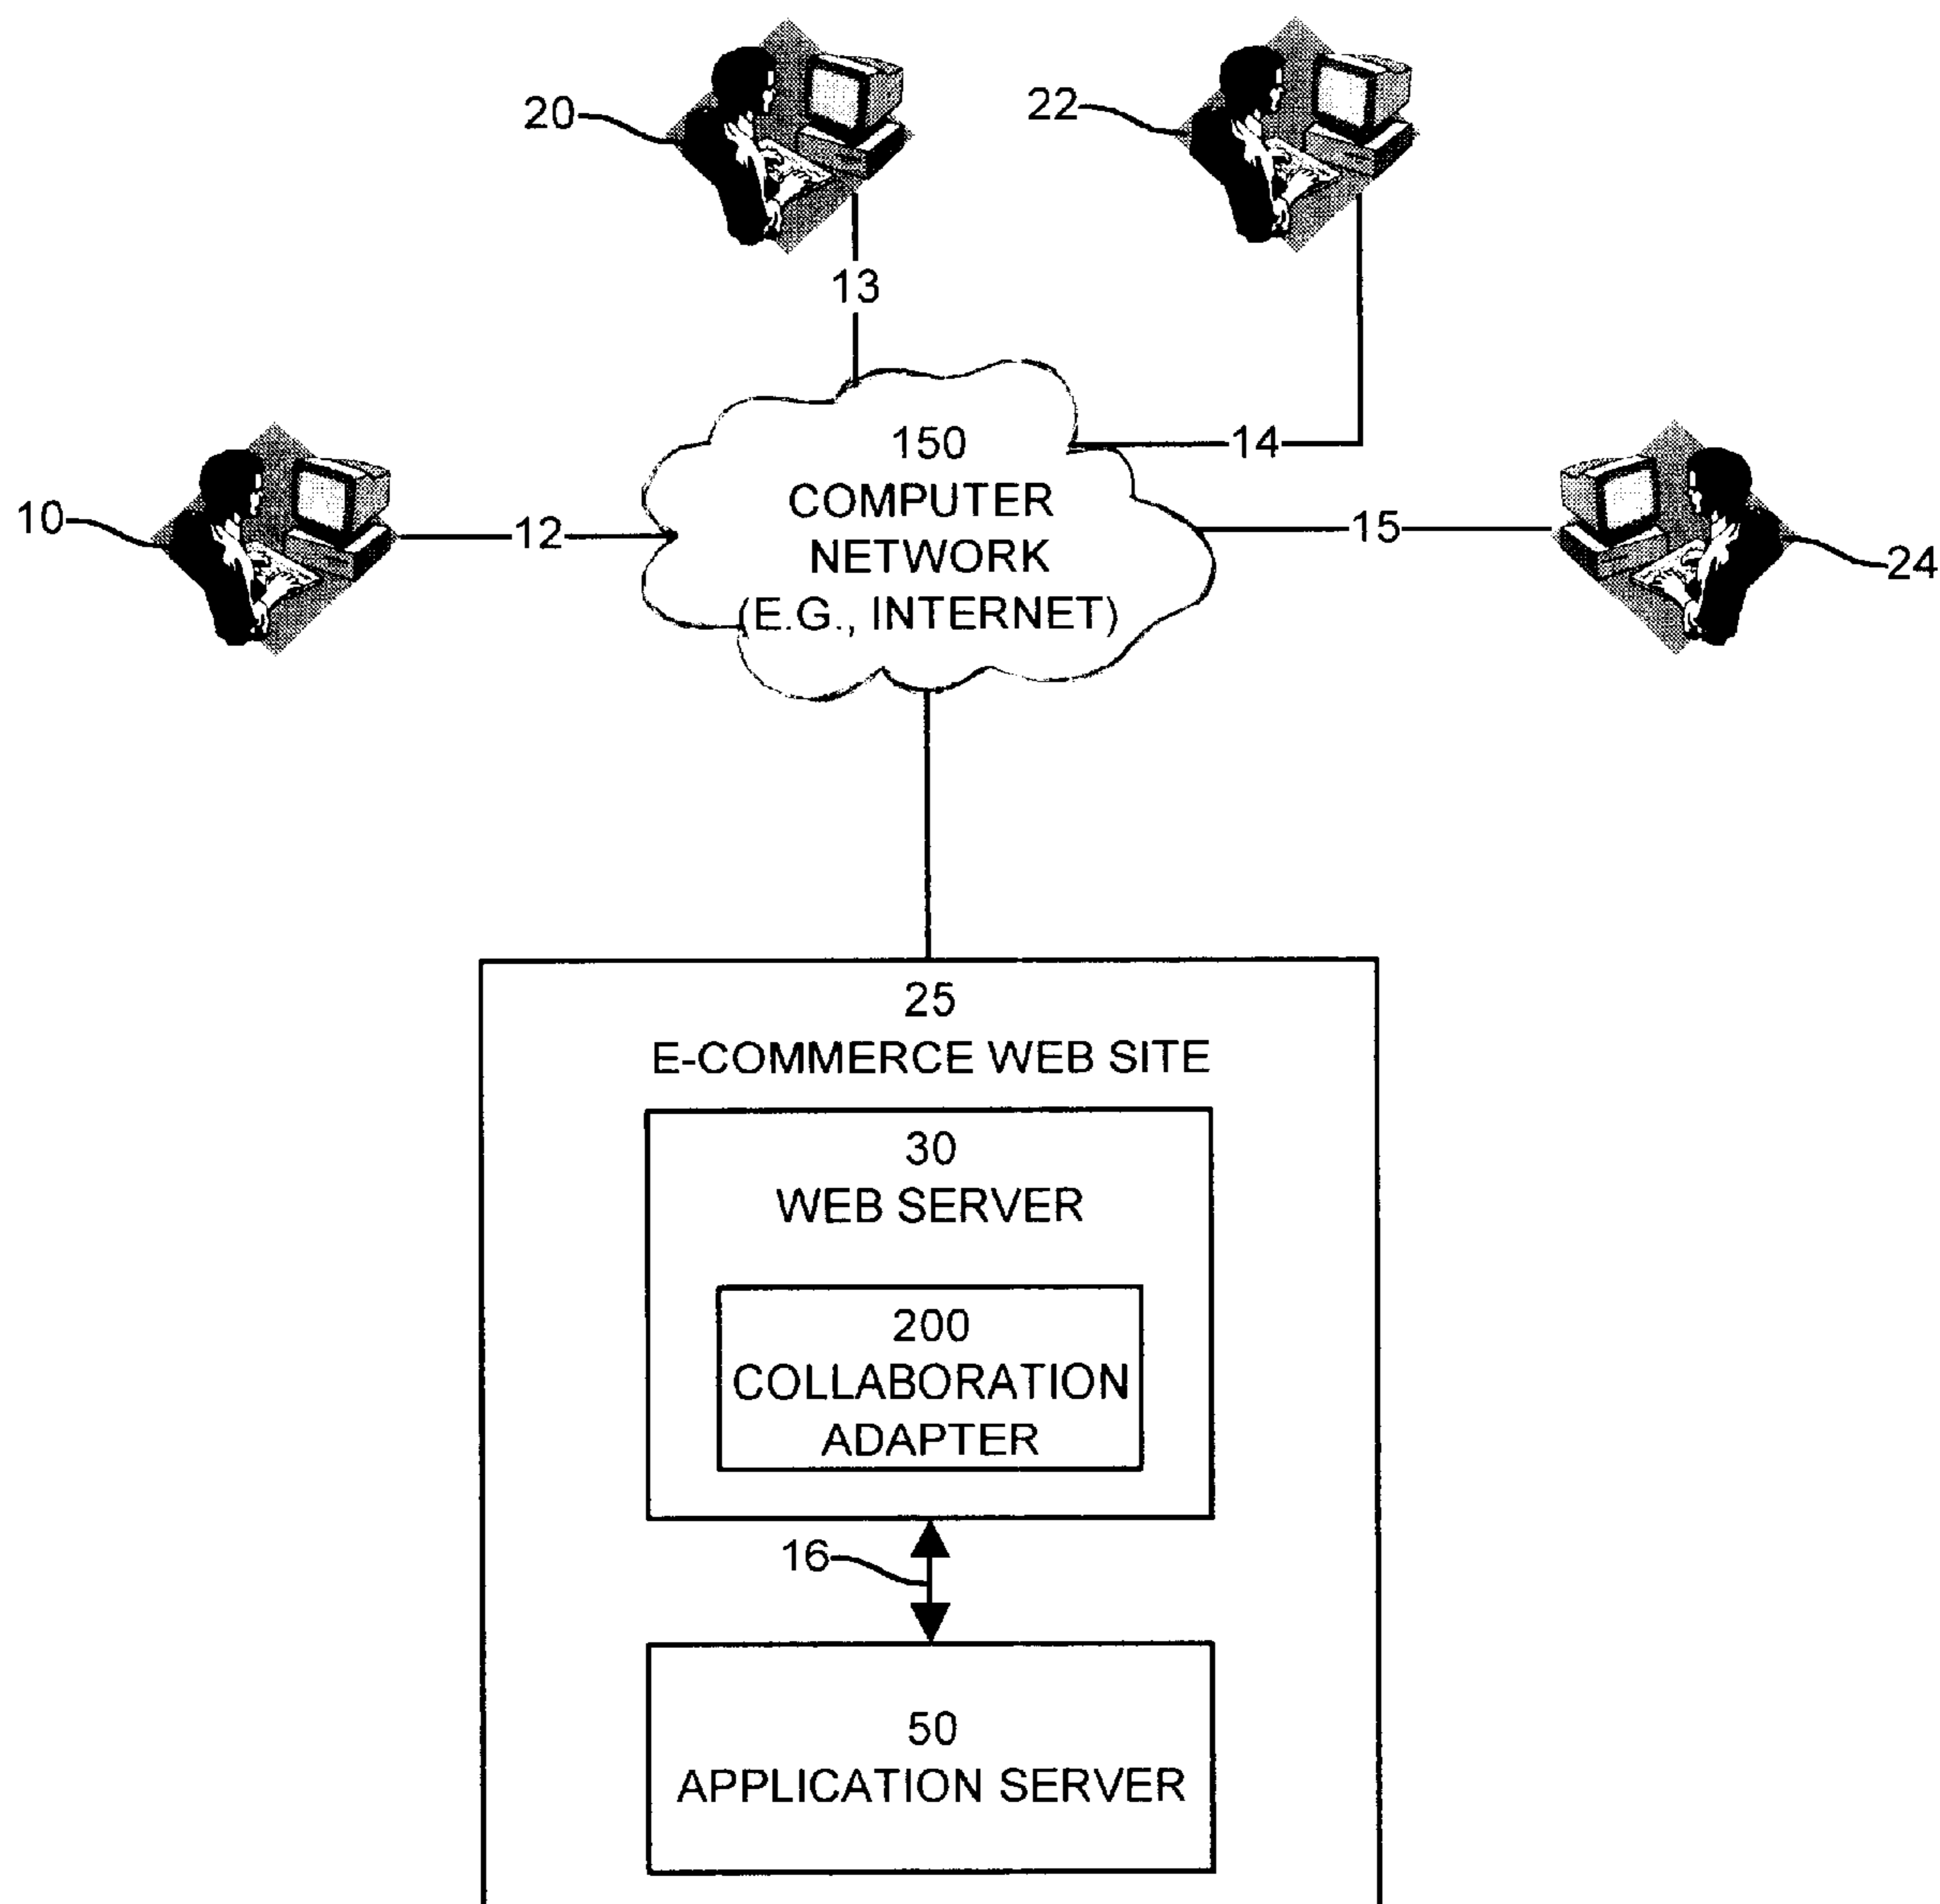 20
22
13
150
COMPUTER
NETWORK
(E.G., INTERNET)
14
10
12
15
24
25
E-COMMERCE WEB SITE
30
WEB SERVER
200
COLLABORATION
ADAPTER
16
50
APPLICATION SERVER